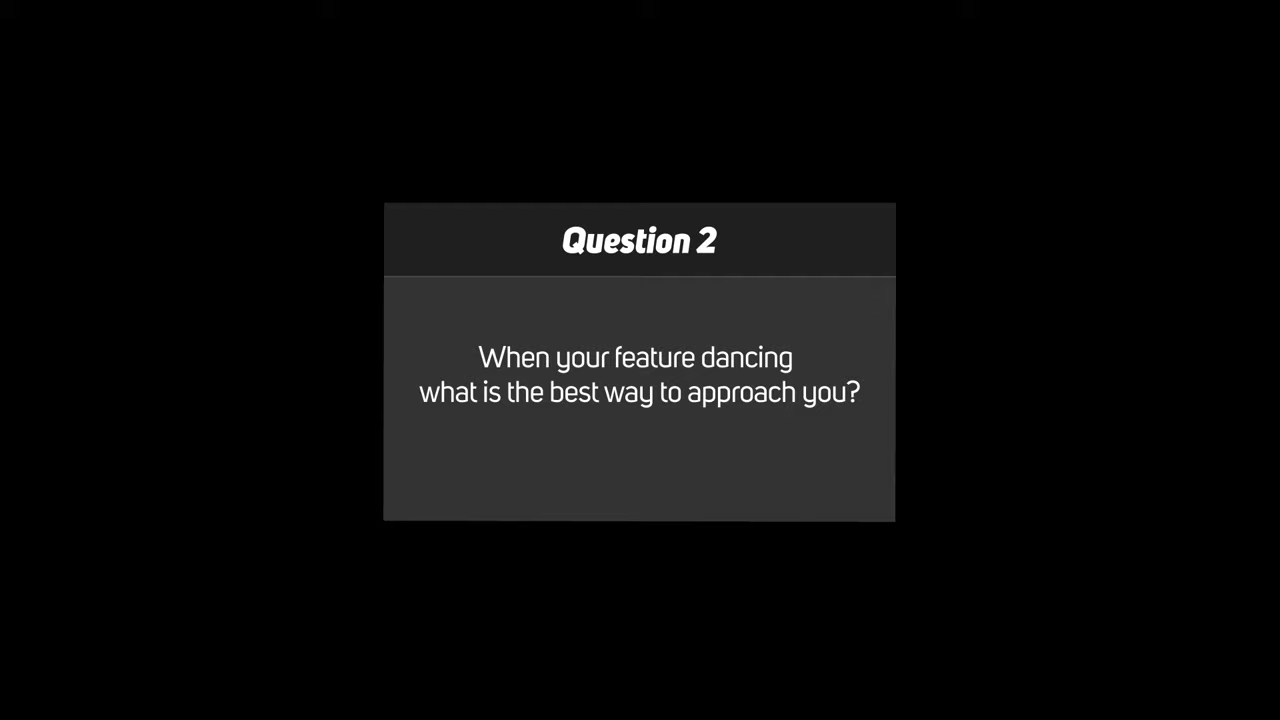 Question 2
When your feature dancing
what is the best way to approach you?